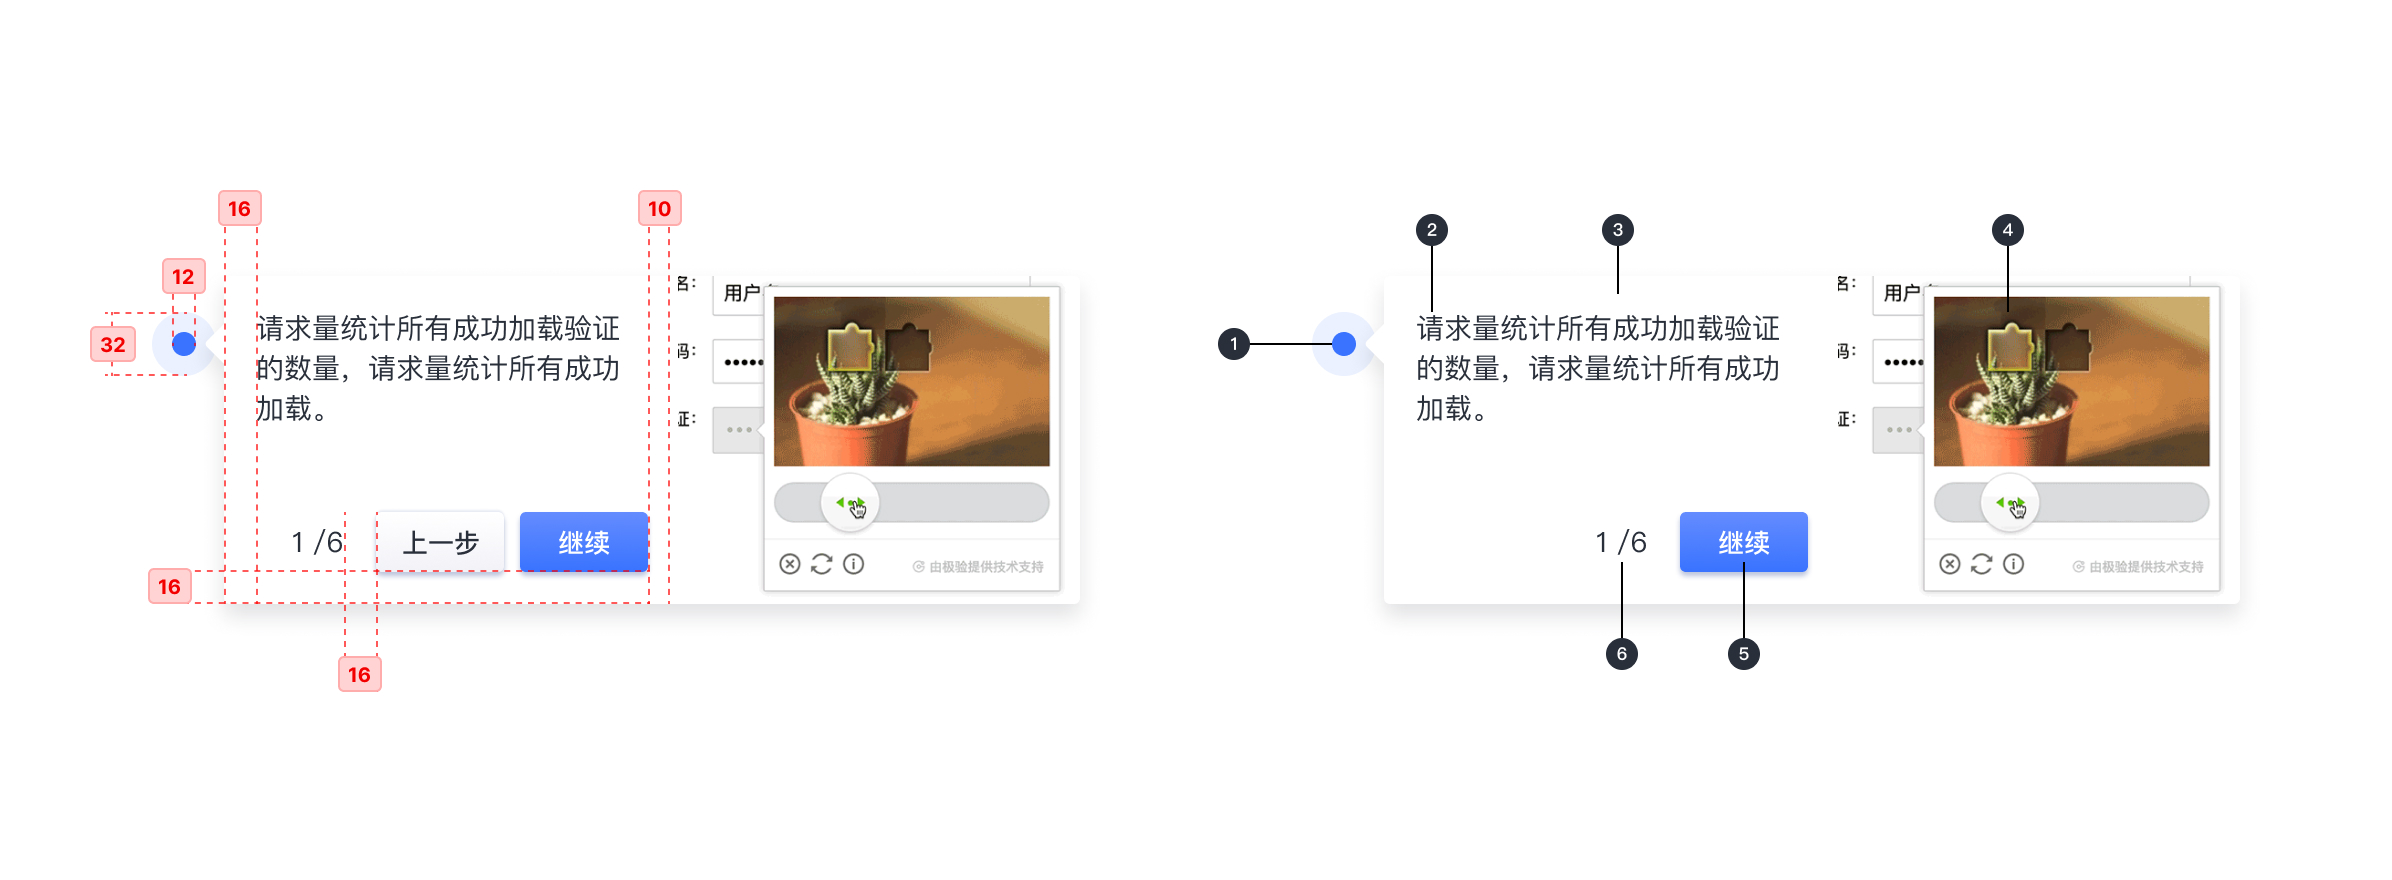 16
10
12
32
请求量统计所有成功加载验证
的数量，请求量统计所有成功
加载。
1 /6
上一步
继续
16
16
名：
用户名
码：
证：
由极验提供技术支持
2
3
4
1
请求量统计所有成功加载验证
的数量，请求量统计所有成功
加载。
1 /6
继续
6
5
名：
用户名
码：
证：
由极验提供技术支持